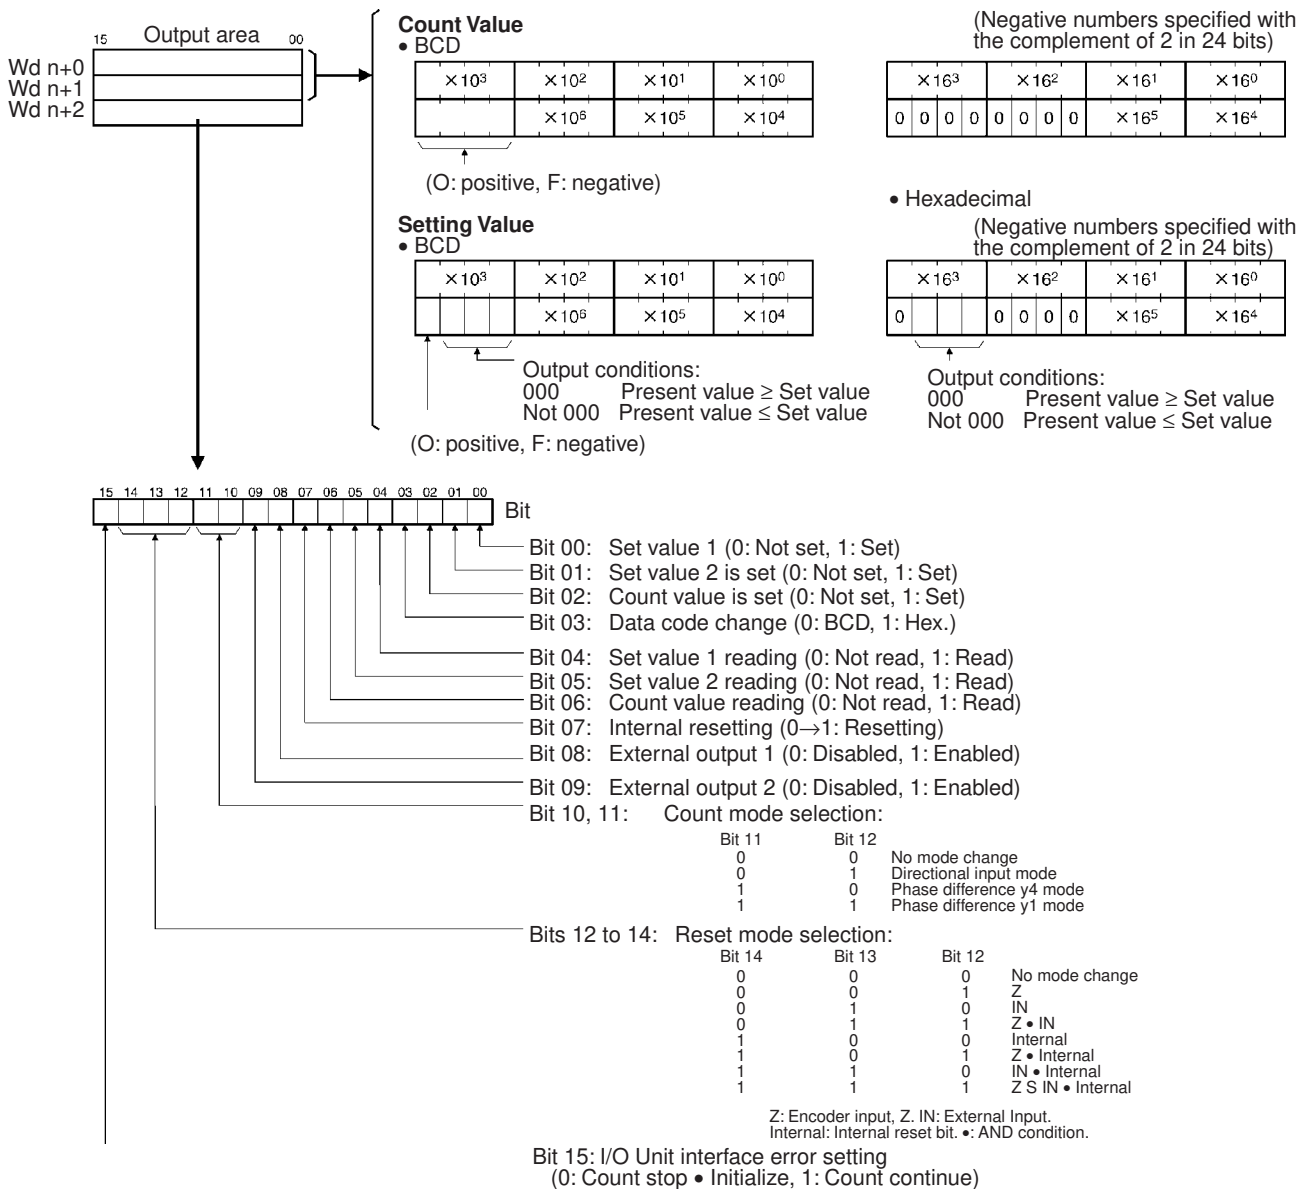 15 Output area 00
Wd n+0
Wd n+1
Wd n+2
Count Value
• BCD
×10³ ×10² ×10¹ ×10⁰
×10⁶ ×10⁵ ×10⁴
(O: positive, F: negative)
(Negative numbers specified with
the complement of 2 in 24 bits)
×16³ ×16² ×16¹ ×16⁰
0 0 0 0 0 0 0 0 ×16⁵ ×16⁴
Setting Value
• BCD
×10³ ×10² ×10¹ ×10⁰
×10⁶ ×10⁵ ×10⁴
Output conditions:
000 Present value ≥ Set value
Not 000 Present value ≤ Set value
(O: positive, F: negative)
• Hexadecimal
(Negative numbers specified with
the complement of 2 in 24 bits)
×16³ ×16² ×16¹ ×16⁰
0 0 0 0 0 ×16⁵ ×16⁴
Output conditions:
000 Present value ≥ Set value
Not 000 Present value ≤ Set value
15 14 13 12 11 10 09 08 07 06 05 04 03 02 01 00
Bit
Bit 00: Set value 1 (0: Not set, 1: Set)
Bit 01: Set value 2 is set (0: Not set, 1: Set)
Bit 02: Count value is set (0: Not set, 1: Set)
Bit 03: Data code change (0: BCD, 1: Hex.)
Bit 04: Set value 1 reading (0: Not read, 1: Read)
Bit 05: Set value 2 reading (0: Not read, 1: Read)
Bit 06: Count value reading (0: Not read, 1: Read)
Bit 07: Internal resetting (0→1: Resetting)
Bit 08: External output 1 (0: Disabled, 1: Enabled)
Bit 09: External output 2 (0: Disabled, 1: Enabled)
Bit 10, 11: Count mode selection:
Bit 11 Bit 12
0 0 No mode change
0 1 Directional input mode
1 0 Phase difference y4 mode
1 1 Phase difference y1 mode
Bits 12 to 14: Reset mode selection:
Bit 14 Bit 13 Bit 12
0 0 0 No mode change
0 0 1 Z
0 1 0 IN
0 1 1 Z • IN
1 0 0 Internal
1 0 1 Z • Internal
1 1 0 IN • Internal
1 1 1 Z S IN • Internal
Z: Encoder input, Z. IN: External Input.
Internal: Internal reset bit. •: AND condition.
Bit 15: I/O Unit interface error setting
(0: Count stop • Initialize, 1: Count continue)